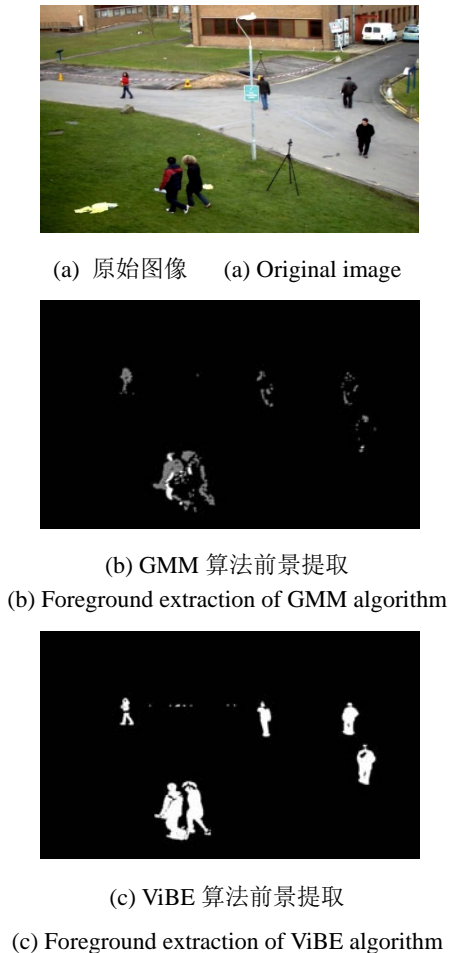 (a) 原始图像 (a) Original image
(b) GMM 算法前景提取
(b) Foreground extraction of GMM algorithm
(c) ViBE 算法前景提取
(c) Foreground extraction of ViBE algorithm